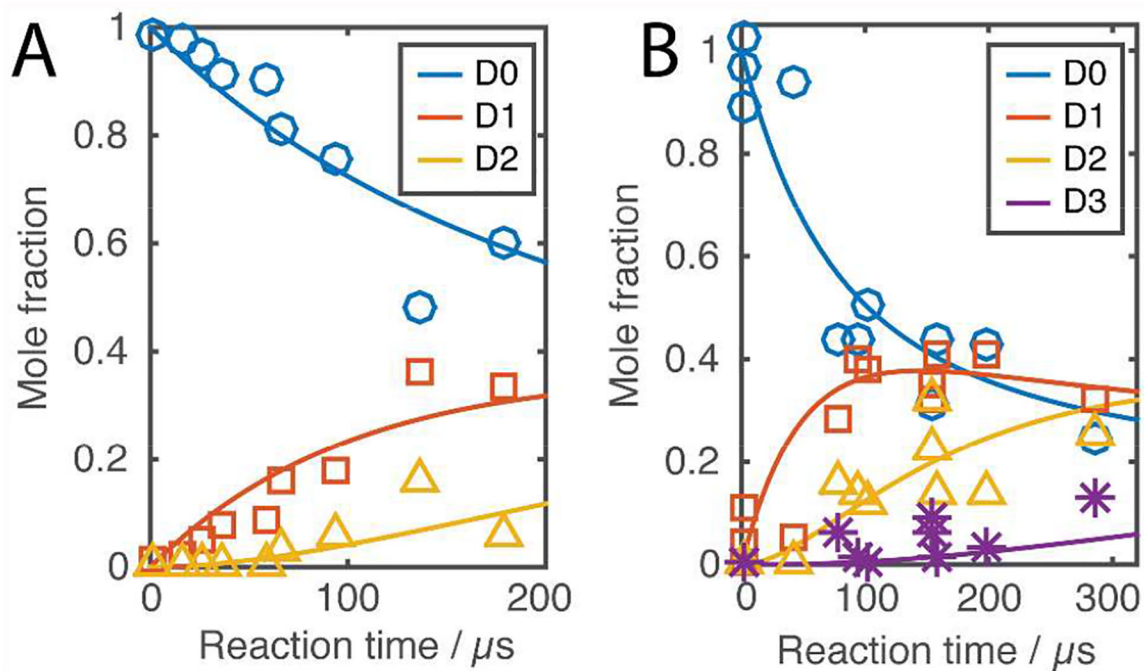 A
1
0.8
0.6
0.4
0.2
0
0 100 200
Mole fraction
Reaction time / μs
D0
D1
D2
B
1
0.8
0.6
0.4
0.2
0
0 100 200 300
Mole fraction
Reaction time / μs
D0
D1
D2
D3